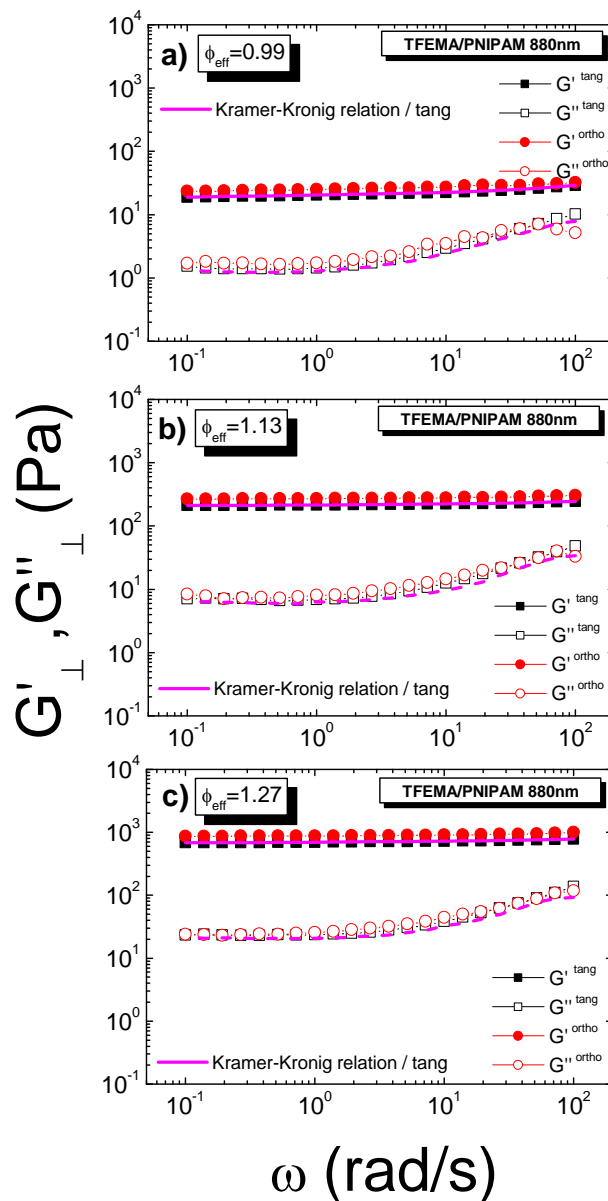 G'⊥, G''⊥ (Pa)
a) ϕeff=0.99 TFEMA/PNIPAM 880nm
G' tang
G'' tang
G' ortho
G'' ortho
Kramer-Kronig relation / tang
10^4
10^3
10^2
10^1
10^0
10^-1
10^-1 10^0 10^1 10^2
b) ϕeff=1.13 TFEMA/PNIPAM 880nm
10^4
10^3
10^2
10^1
10^0
10^-1
G' tang
G'' tang
G' ortho
G'' ortho
Kramer-Kronig relation / tang
10^-1 10^0 10^1 10^2
c) ϕeff=1.27 TFEMA/PNIPAM 880nm
10^4
10^3
10^2
10^1
10^0
10^-1
G' tang
G'' tang
G' ortho
G'' ortho
Kramer-Kronig relation / tang
10^-1 10^0 10^1 10^2
ω (rad/s)